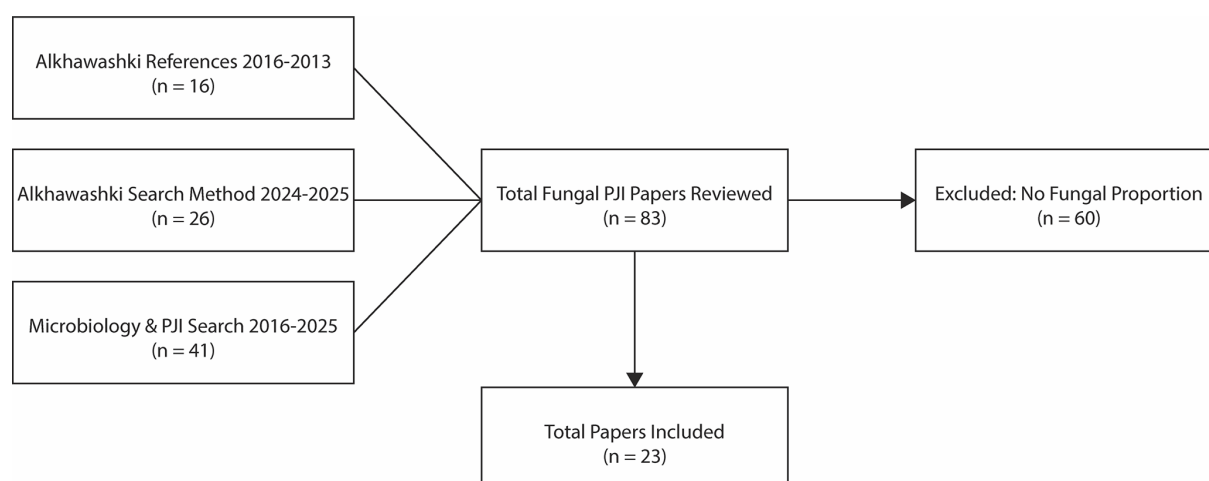 Alkhawashki References 2016-2013
(n = 16)
Alkhawashki Search Method 2024-2025
(n = 26)
Microbiology & PJI Search 2016-2025
(n = 41)
Total Fungal PJI Papers Reviewed
(n = 83)
Excluded: No Fungal Proportion
(n = 60)
Total Papers Included
(n = 23)